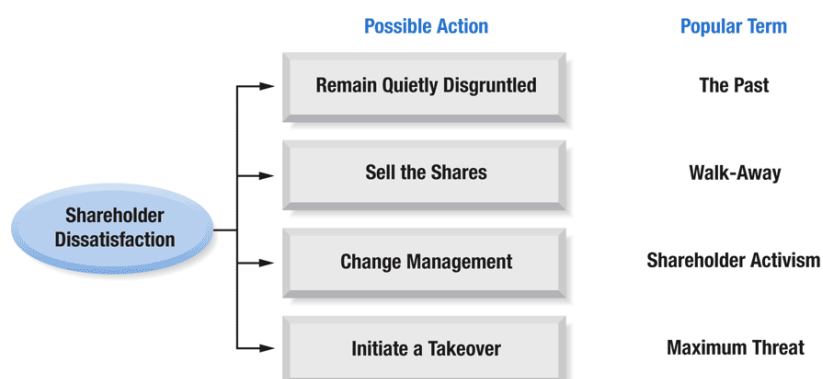 Possible Action
Popular Term
Remain Quietly Disgruntled
The Past
Sell the Shares
Walk-Away
Shareholder
Dissatisfaction
Change Management
Shareholder Activism
Initiate a Takeover
Maximum Threat